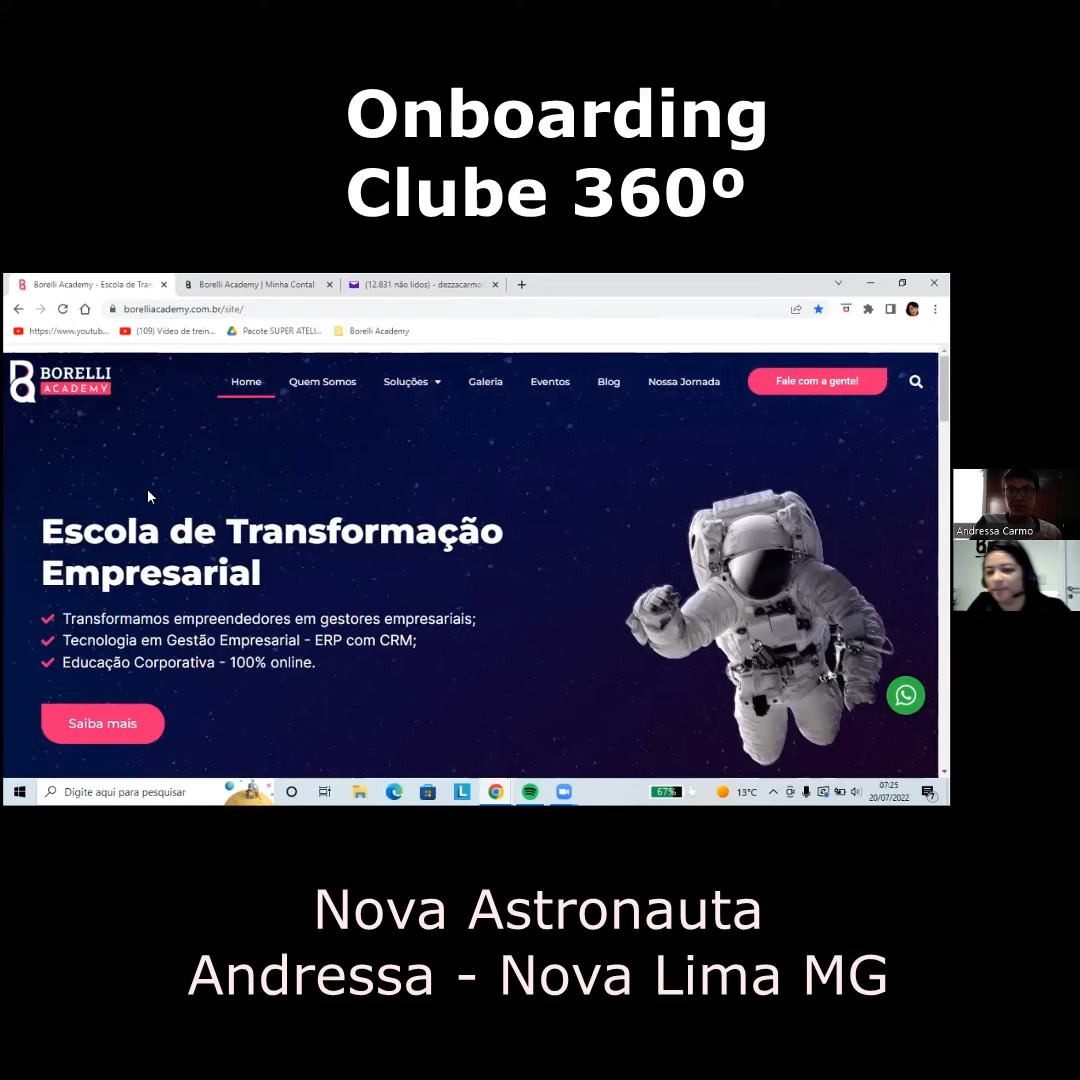 Onboarding
Clube 360º
Borelli Academy - Escola de Tran
Borelli Academy | Minha Conta!
(12.831 não lidos) - dezzacarmo
borelliacademy.com.br/site/
https://www.youtub...
(109) Vídeo de trein...
Pacote SUPER ATELI...
Borelli Academy
BORELLI
ACADEMY
Home
Quem Somos
Soluções
Galeria
Eventos
Blog
Nossa Jornada
Fale com a gente!
Escola de Transformação
Empresarial
Transformamos empreendedores em gestores empresariais;
Tecnologia em Gestão Empresarial - ERP com CRM;
Educação Corporativa - 100% online.
Saiba mais
Andressa Carmo
Digite aqui para pesquisar
67%
13°C
07:25
20/07/2022
7
Nova Astronauta
Andressa - Nova Lima MG